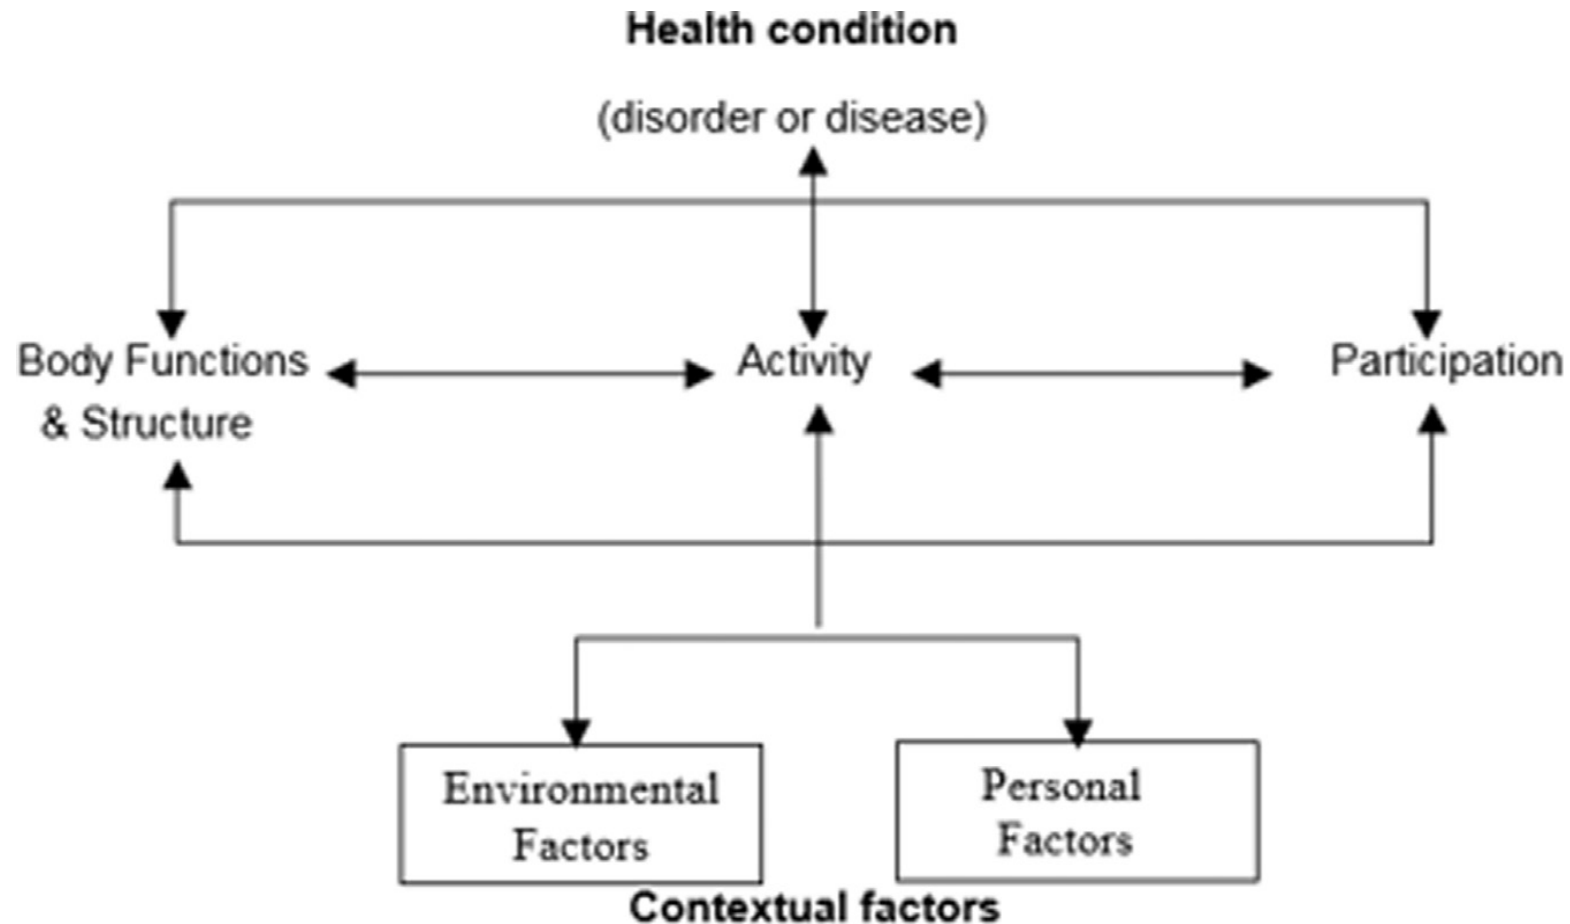 Health condition
(disorder or disease)
Body Functions
& Structure
Activity
Participation
Environmental
Factors
Personal
Factors
Contextual factors